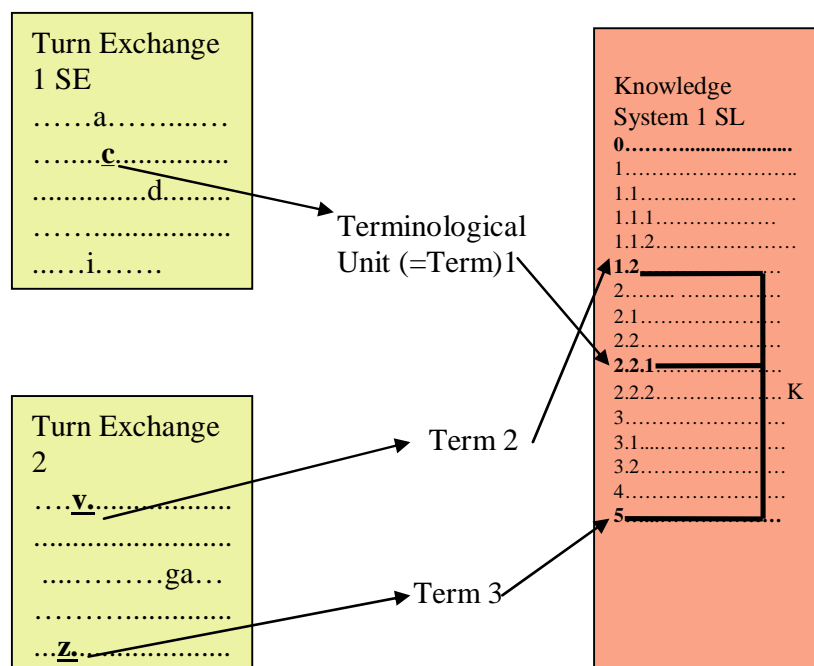 Turn Exchange
1 SE
……a……....…
…....c...............
...............d.........
……..................
...….i…….
Terminological
Unit (=Term)1
Turn Exchange
2
….v...................
..........................
....………ga…
………..............
…z.......................
Term 2
Term 3
Knowledge
System 1 SL
0……….....................
1……………………..
1.1……...……………
1.1.1………………
1.1.2…………………
1.2……………………
2…….. ……………
2.1…………………
2.2…………………
2.2.1…………………
2.2.2………………… K
3……………………
3.1...…………………
3.2…………………
4……………………
5……………………